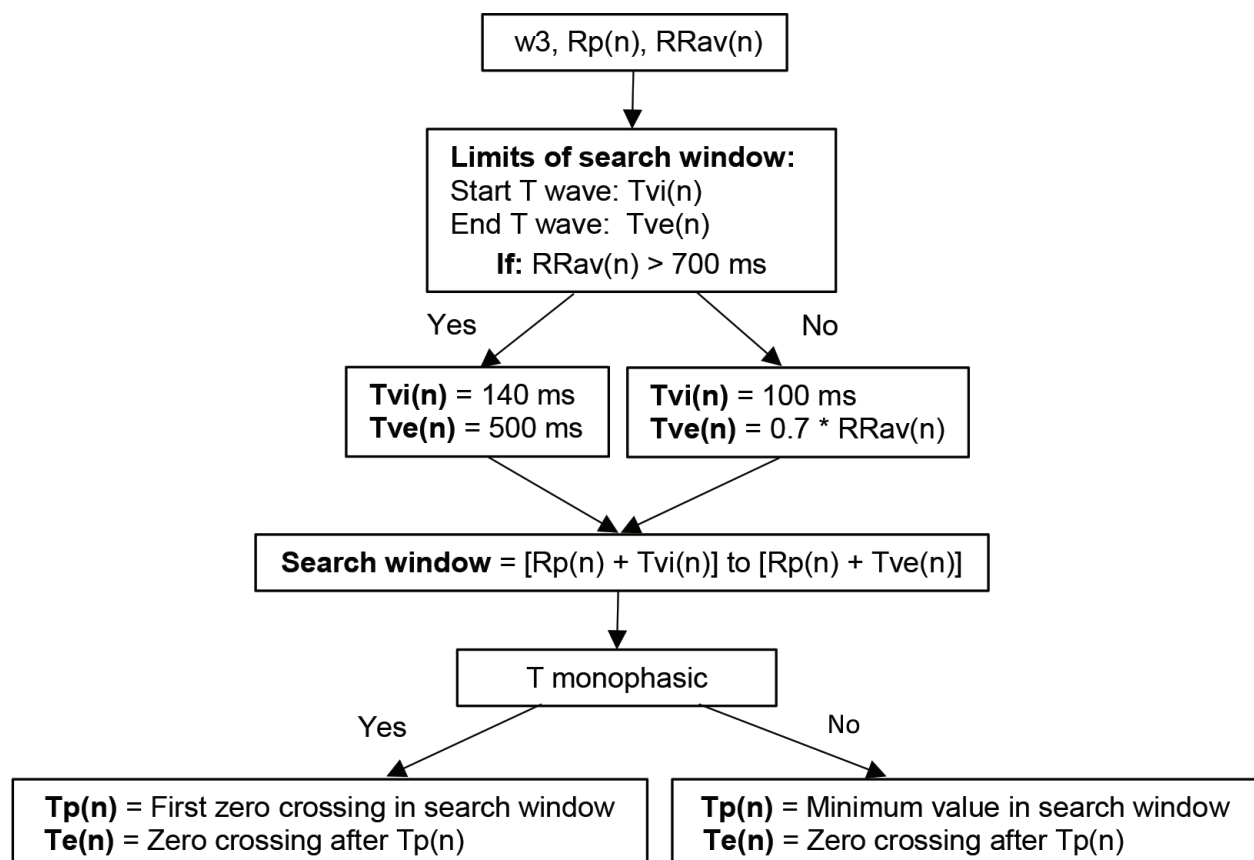 w3, Rp(n), RRav(n)
Limits of search window:
Start T wave: Tvi(n)
End T wave: Tve(n)
If: RRav(n) > 700 ms
Yes
No
Tvi(n) = 140 ms
Tve(n) = 500 ms
Tvi(n) = 100 ms
Tve(n) = 0.7 * RRav(n)
Search window = [Rp(n) + Tvi(n)] to [Rp(n) + Tve(n)]
T monophasic
Yes
No
Tp(n) = First zero crossing in search window
Te(n) = Zero crossing after Tp(n)
Tp(n) = Minimum value in search window
Te(n) = Zero crossing after Tp(n)